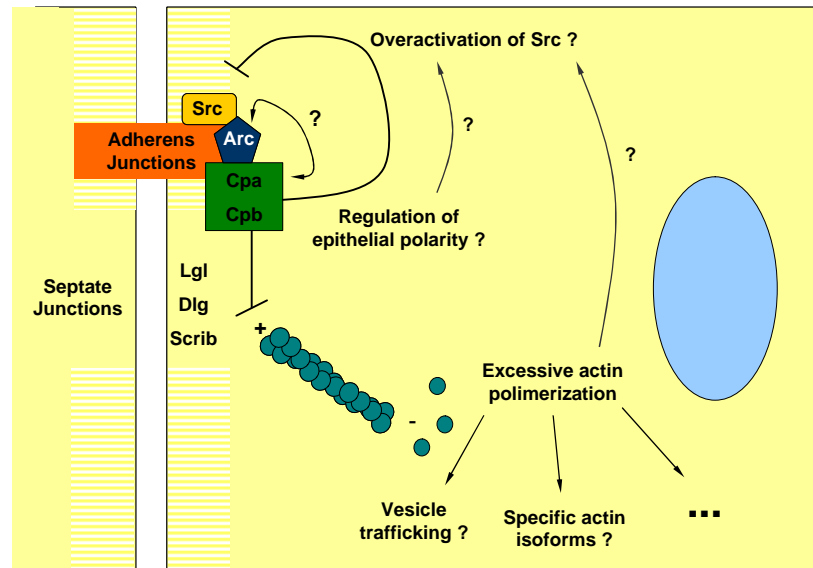 Overactivation of Src ?
Src
?
Arc
Adherens
Junctions
?
?
Cpa
Cpb
Regulation of
epithelial polarity ?
Septate
Junctions
Lgl
Dlg
Scrib
+
Excessive actin
polimerization
-
Vesicle
trafficking ?
Specific actin
isoforms ?
...